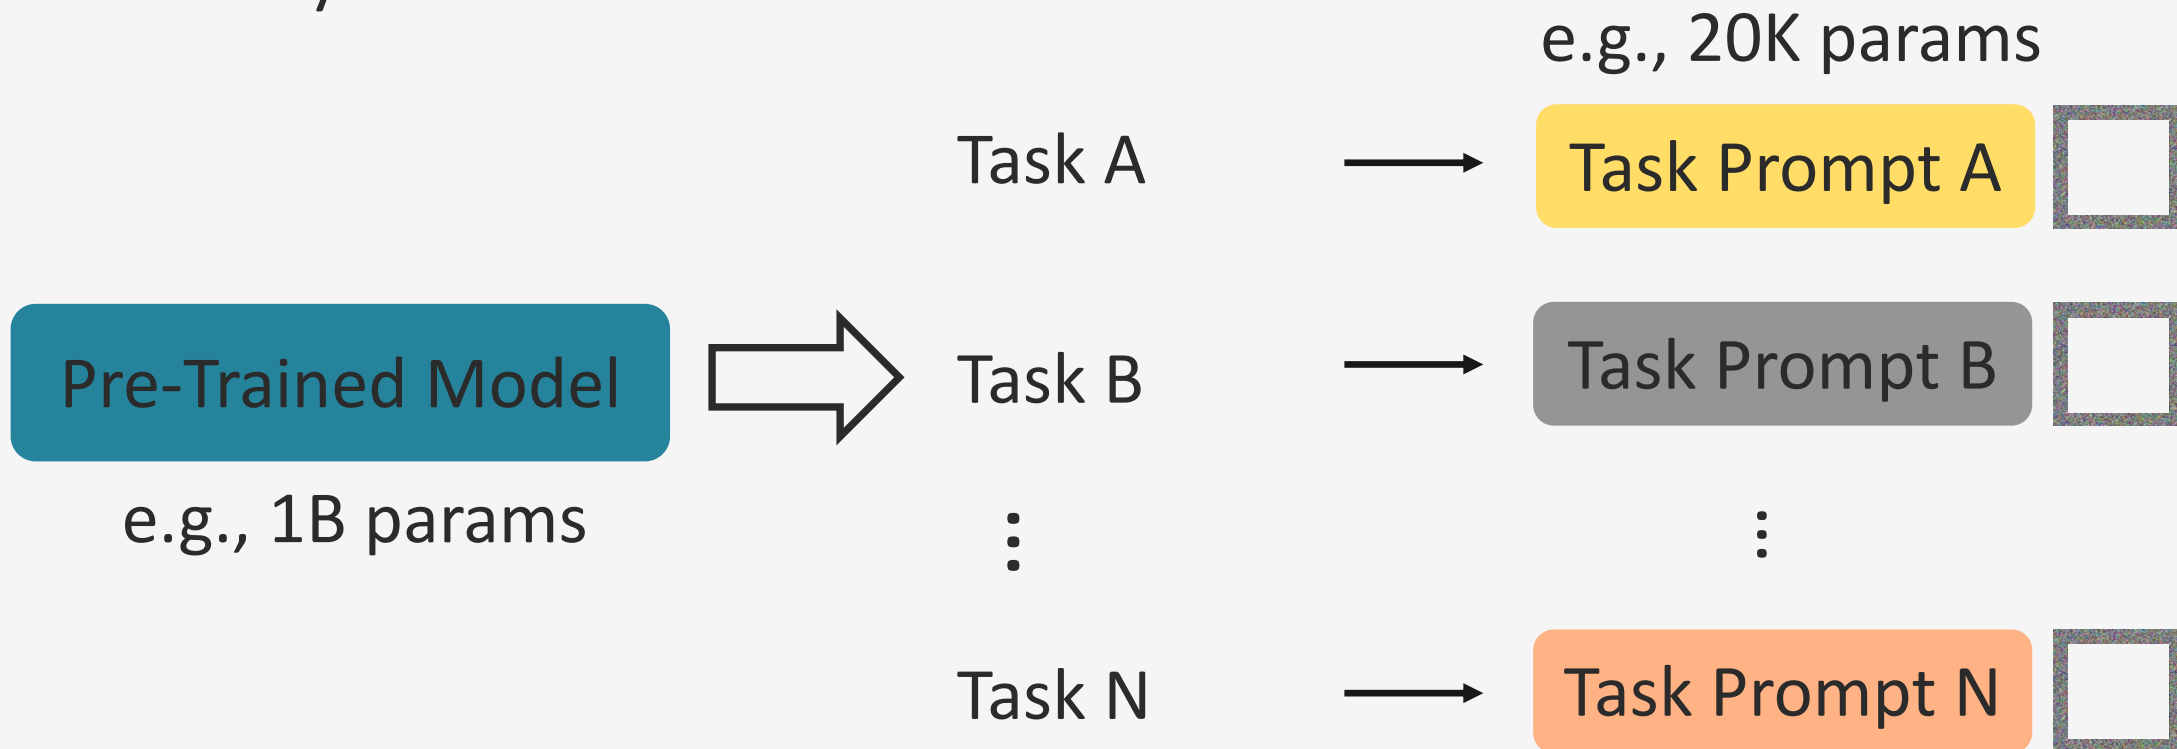 e.g., 20K params
Task A
Task Prompt A
Pre-Trained Model
Task B
Task Prompt B
e.g., 1B params
⋮
⋮
Task N
Task Prompt N